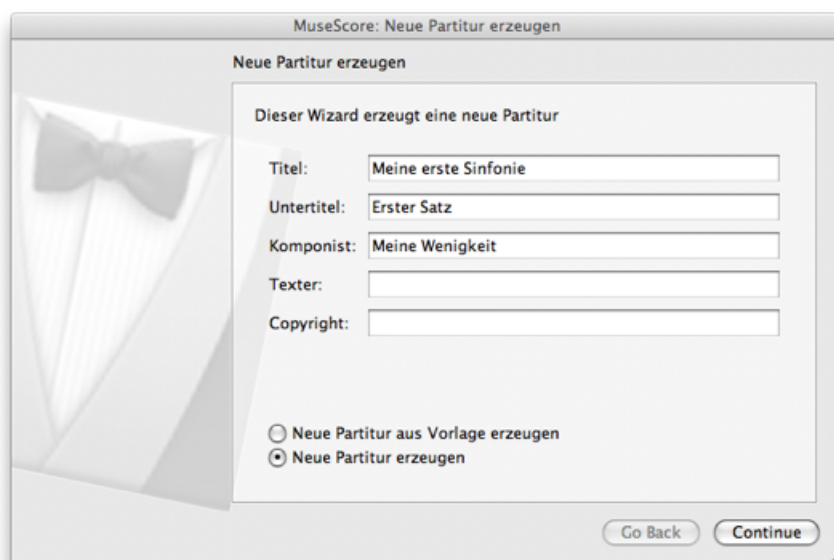 MuseScore: Neue Partitur erzeugen
Neue Partitur erzeugen
Dieser Wizard erzeugt eine neue Partitur
Titel: Meine erste Sinfonie
Untertitel: Erster Satz
Komponist: Meine Wenigkeit
Texter:
Copyright:
Neue Partitur aus Vorlage erzeugen
Neue Partitur erzeugen
Go Back Continue